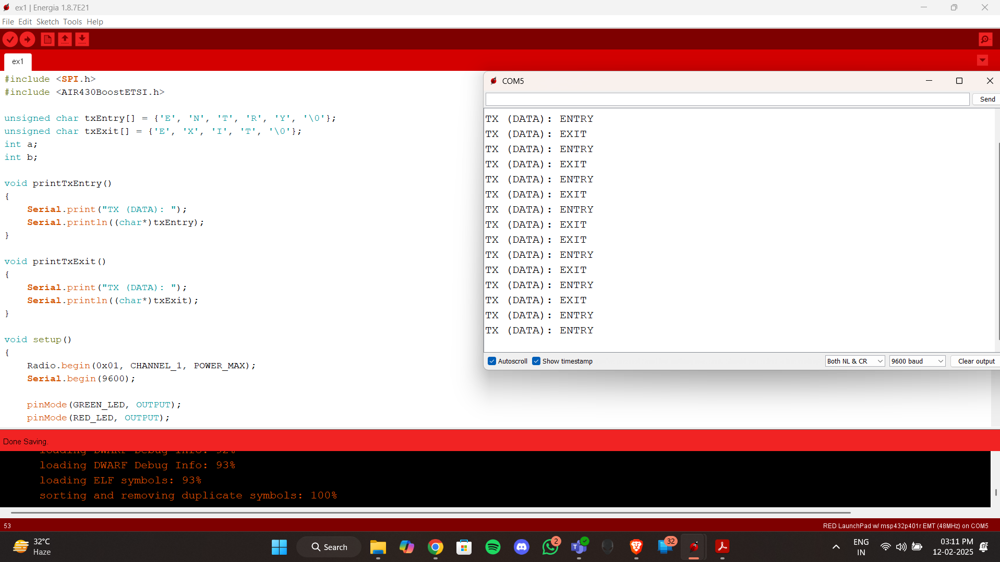 ex1 | Energia 1.8.7E21
File Edit Sketch Tools Help
ex1
#include <SPI.h>
#include <AIR430BoostETSI.h>
unsigned char txEntry[] = {'E', 'N', 'T', 'R', 'Y', '\0'};
unsigned char txExit[] = {'E', 'X', 'I', 'T', '\0'};
int a;
int b;
void printTxEntry()
{
Serial.print("TX (DATA): ");
Serial.println((char*)txEntry);
}
void printTxExit()
{
Serial.print("TX (DATA): ");
Serial.println((char*)txExit);
}
void setup()
{
Radio.begin(0x01, CHANNEL_1, POWER_MAX);
Serial.begin(9600);
pinMode(GREEN_LED, OUTPUT);
pinMode(RED_LED, OUTPUT);
COM5
Send
TX (DATA): ENTRY
TX (DATA): EXIT
TX (DATA): ENTRY
TX (DATA): EXIT
TX (DATA): ENTRY
TX (DATA): EXIT
TX (DATA): ENTRY
TX (DATA): EXIT
TX (DATA): EXIT
TX (DATA): ENTRY
TX (DATA): EXIT
TX (DATA): ENTRY
TX (DATA): EXIT
TX (DATA): ENTRY
TX (DATA): ENTRY
Autoscroll Show timestamp Both NL & CR 9600 baud Clear output
Done Saving.
loading DWARF Debug Info: 92%
loading DWARF Debug Info: 93%
loading ELF symbols: 93%
sorting and removing duplicate symbols: 100%
53 RED LaunchPad w/ msp432p401r EMT (48MHz) on COM5
32°C
Haze
Search
2
32
ENG
IN
03:11 PM
12-02-2025